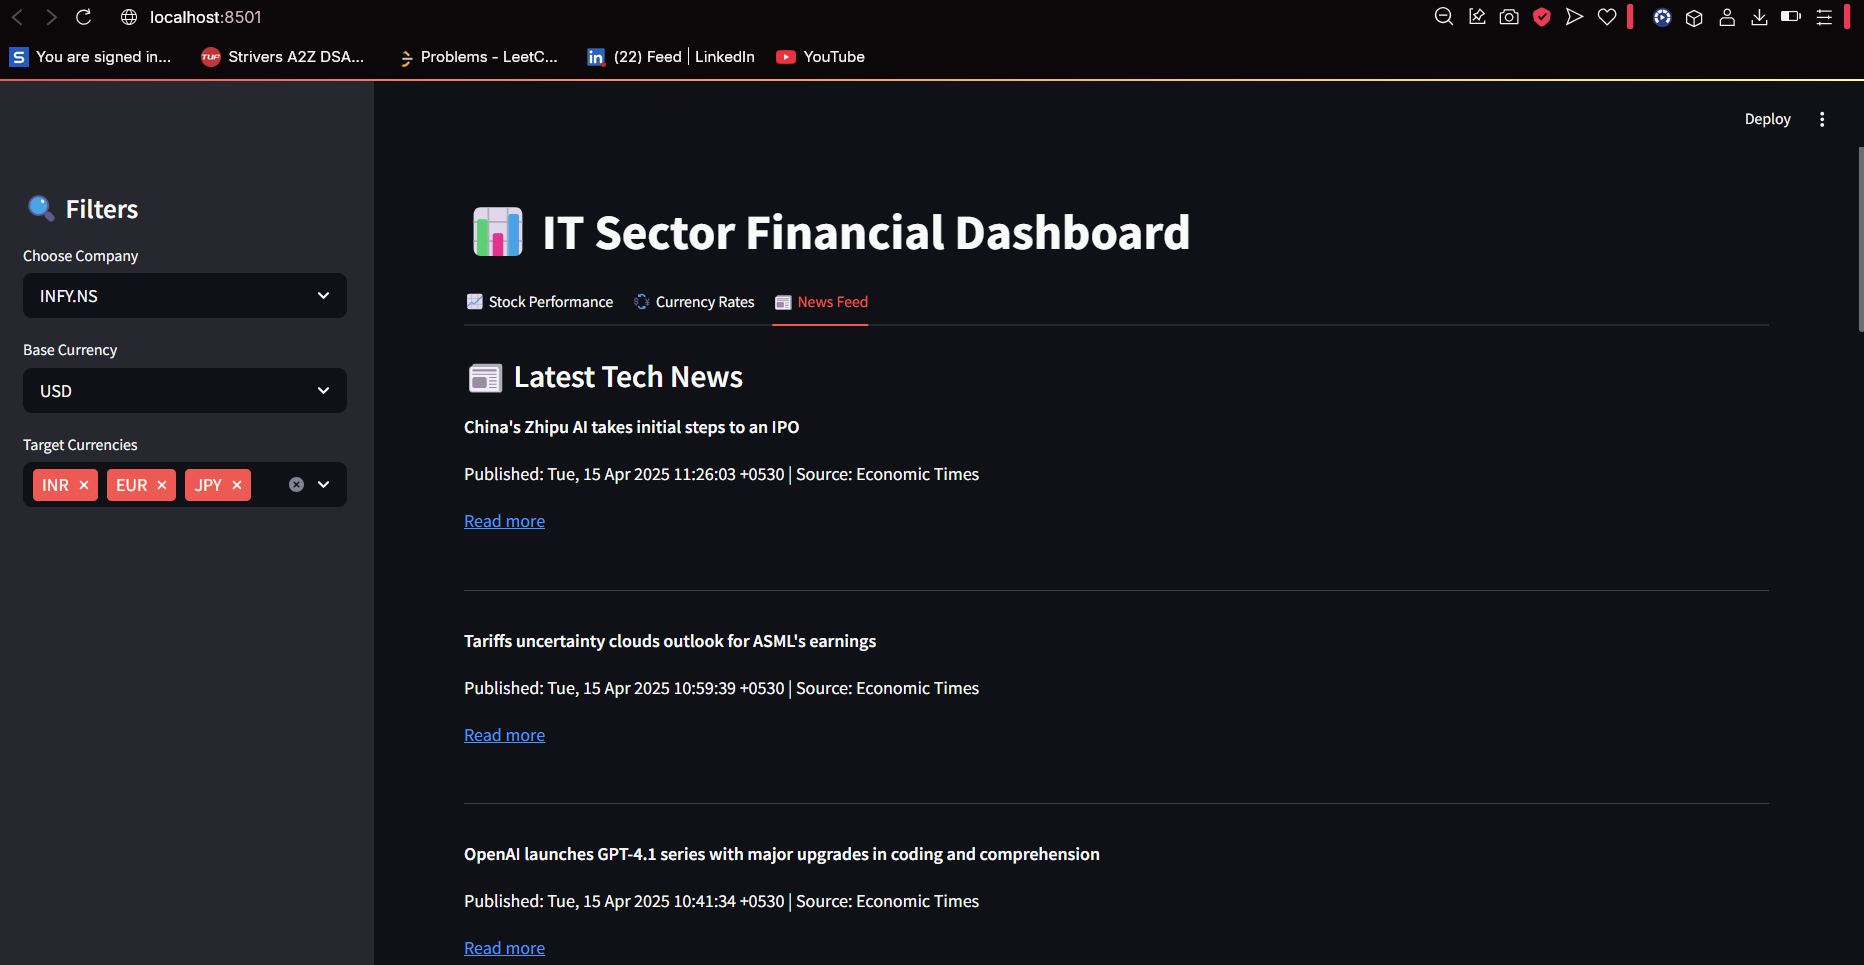 localhost:8501
You are signed in...
Strivers A2Z DSA...
Problems - LeetC...
(22) Feed | LinkedIn
YouTube
Deploy
Filters
Choose Company
INFY.NS
Base Currency
USD
Target Currencies
INR
EUR
JPY
IT Sector Financial Dashboard
Stock Performance
Currency Rates
News Feed
Latest Tech News
China's Zhipu AI takes initial steps to an IPO
Published: Tue, 15 Apr 2025 11:26:03 +0530 | Source: Economic Times
Read more
Tariffs uncertainty clouds outlook for ASML's earnings
Published: Tue, 15 Apr 2025 10:59:39 +0530 | Source: Economic Times
Read more
OpenAI launches GPT-4.1 series with major upgrades in coding and comprehension
Published: Tue, 15 Apr 2025 10:41:34 +0530 | Source: Economic Times
Read more